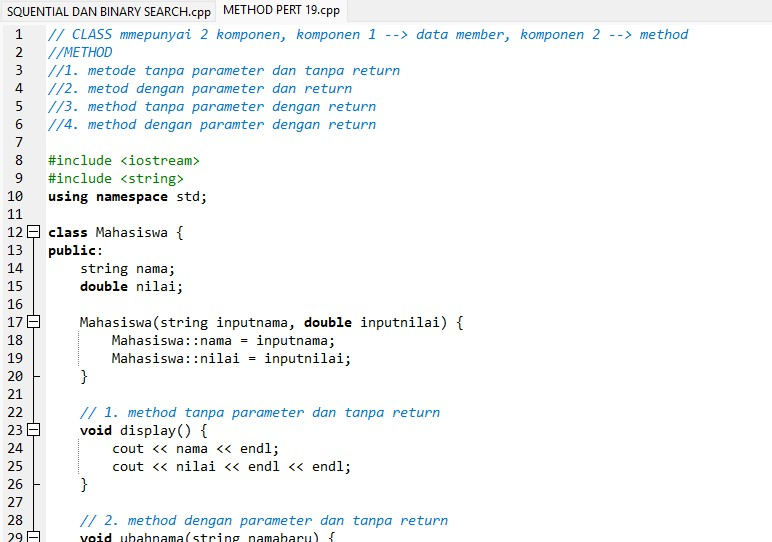 SQUENTIAL DAN BINARY SEARCH.cpp METHOD PERT 19.cpp
1 // CLASS mmepunyai 2 komponen, komponen 1 --> data member, komponen 2 --> method
2 //METHOD
3 //1. metode tanpa parameter dan tanpa return
4 //2. metod dengan parameter dan return
5 //3. method tanpa parameter dengan return
6 //4. method dengan paramter dengan return
7
8 #include <iostream>
9 #include <string>
10 using namespace std;
11
12 class Mahasiswa {
13 public:
14     string nama;
15     double nilai;
16
17     Mahasiswa(string inputnama, double inputnilai) {
18         Mahasiswa::nama = inputnama;
19         Mahasiswa::nilai = inputnilai;
20     }
21
22     // 1. method tanpa parameter dan tanpa return
23     void display() {
24         cout << nama << endl;
25         cout << nilai << endl << endl;
26     }
27
28     // 2. method dengan parameter dan tanpa return
29     void ubahnama(string namabaru) {